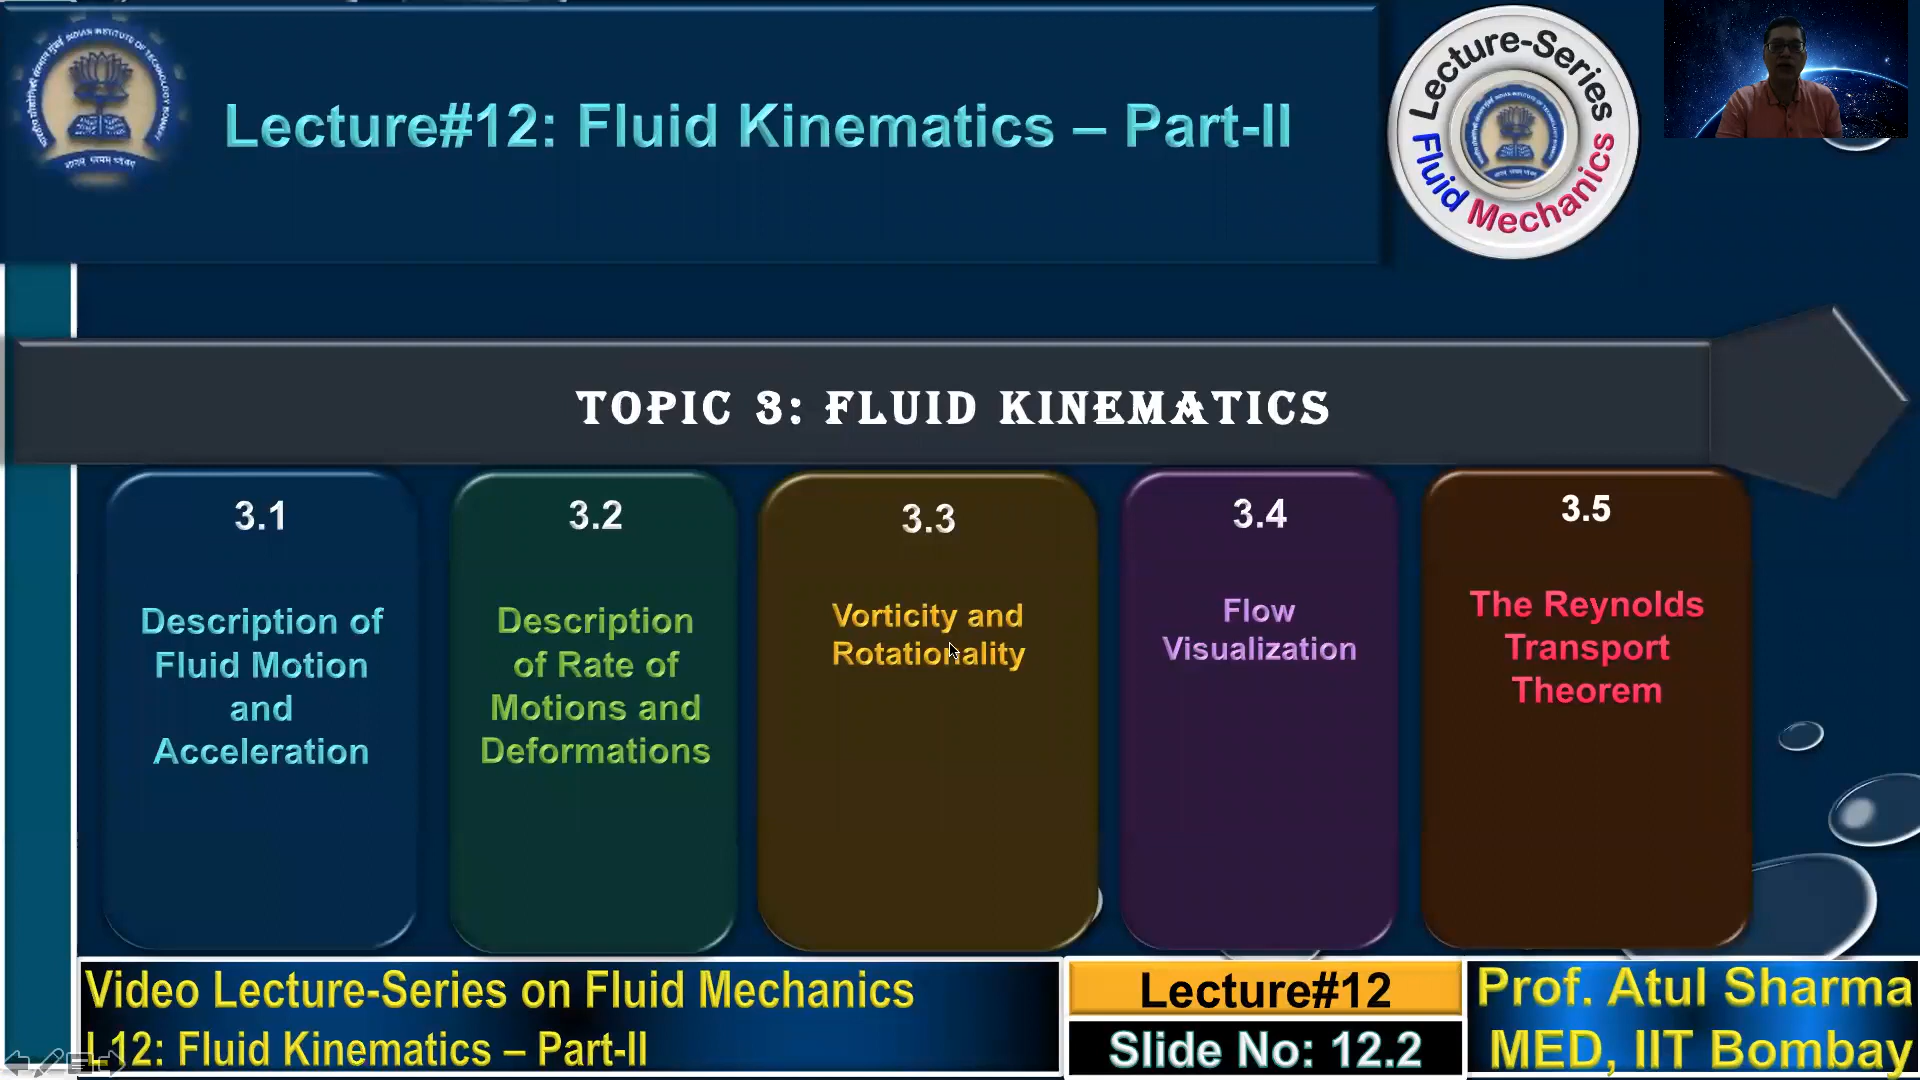 Lecture#12: Fluid Kinematics – Part-II
Lecture-Series
Fluid Mechanics
TOPIC 3: FLUID KINEMATICS
3.1
Description of
Fluid Motion
and
Acceleration
3.2
Description
of Rate of
Motions and
Deformations
3.3
Vorticity and
Rotationality
3.4
Flow
Visualization
3.5
The Reynolds
Transport
Theorem
Video Lecture-Series on Fluid Mechanics
L12: Fluid Kinematics – Part-II
Lecture#12
Slide No: 12.2
Prof. Atul Sharma
MED, IIT Bombay